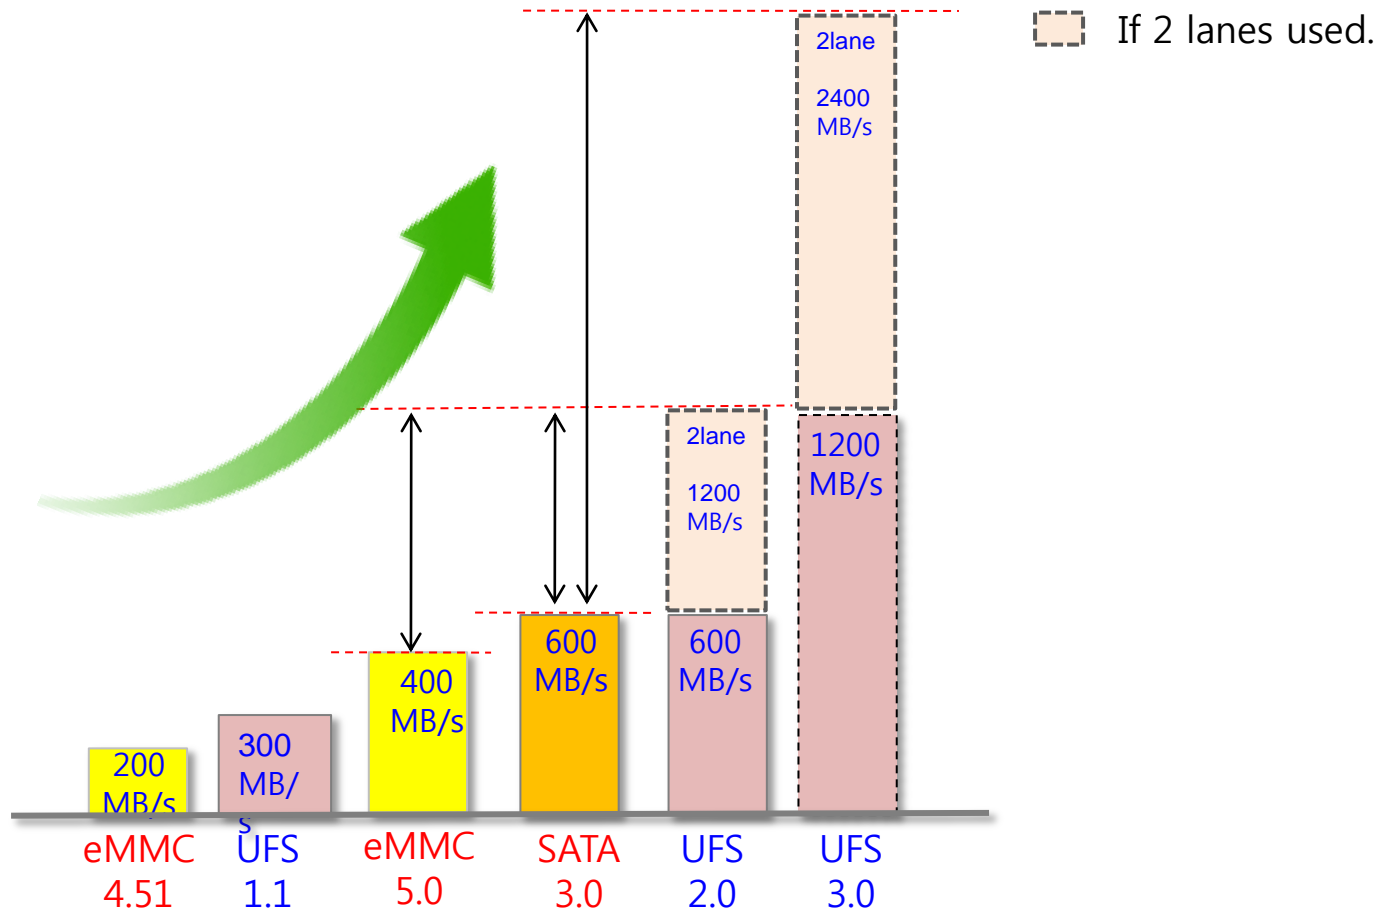 If 2 lanes used.
2lane
2400
MB/s
2lane
1200
MB/s
1200
MB/s
600
MB/s
600
MB/s
400
MB/s
300
MB/
s
200
MB/s
eMMC
4.51
UFS
1.1
eMMC
5.0
SATA
3.0
UFS
2.0
UFS
3.0